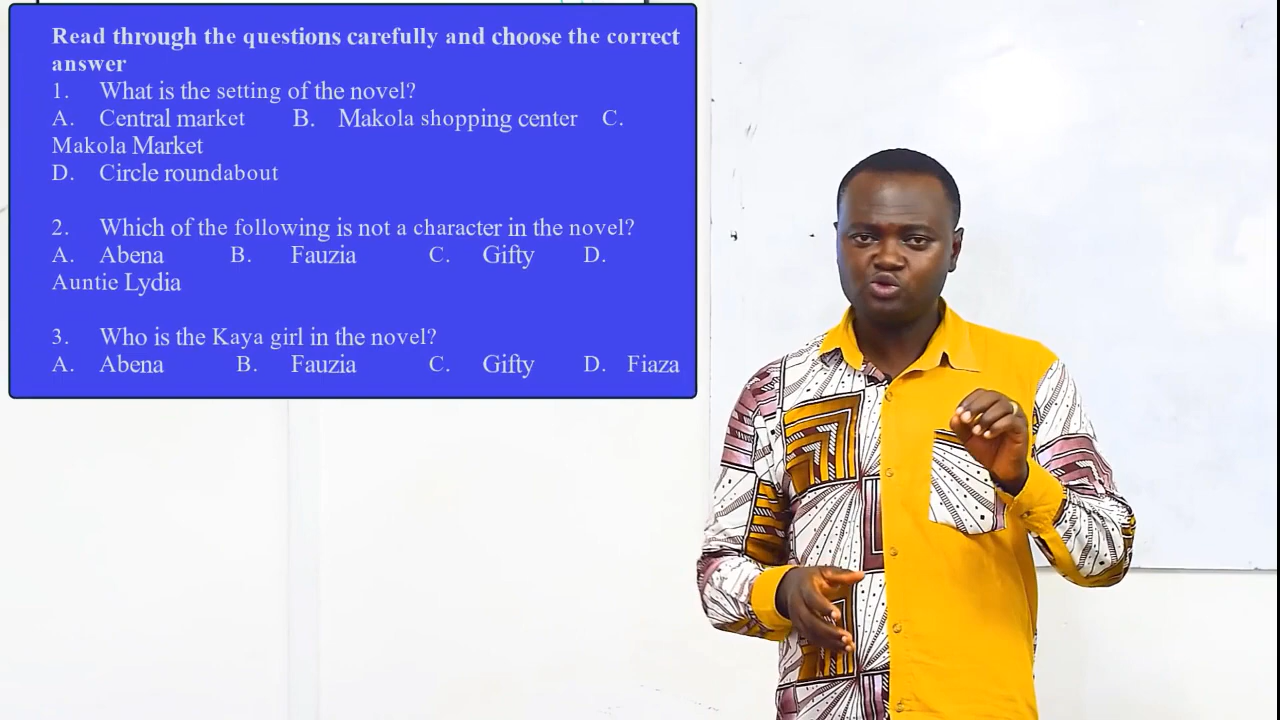 Read through the questions carefully and choose the correct
answer
1. What is the setting of the novel?
A. Central market B. Makola shopping center C.
Makola Market
D. Circle roundabout
2. Which of the following is not a character in the novel?
A. Abena B. Fauzia C. Gifty D.
Auntie Lydia
3. Who is the Kaya girl in the novel?
A. Abena B. Fauzia C. Gifty D. Fiaza